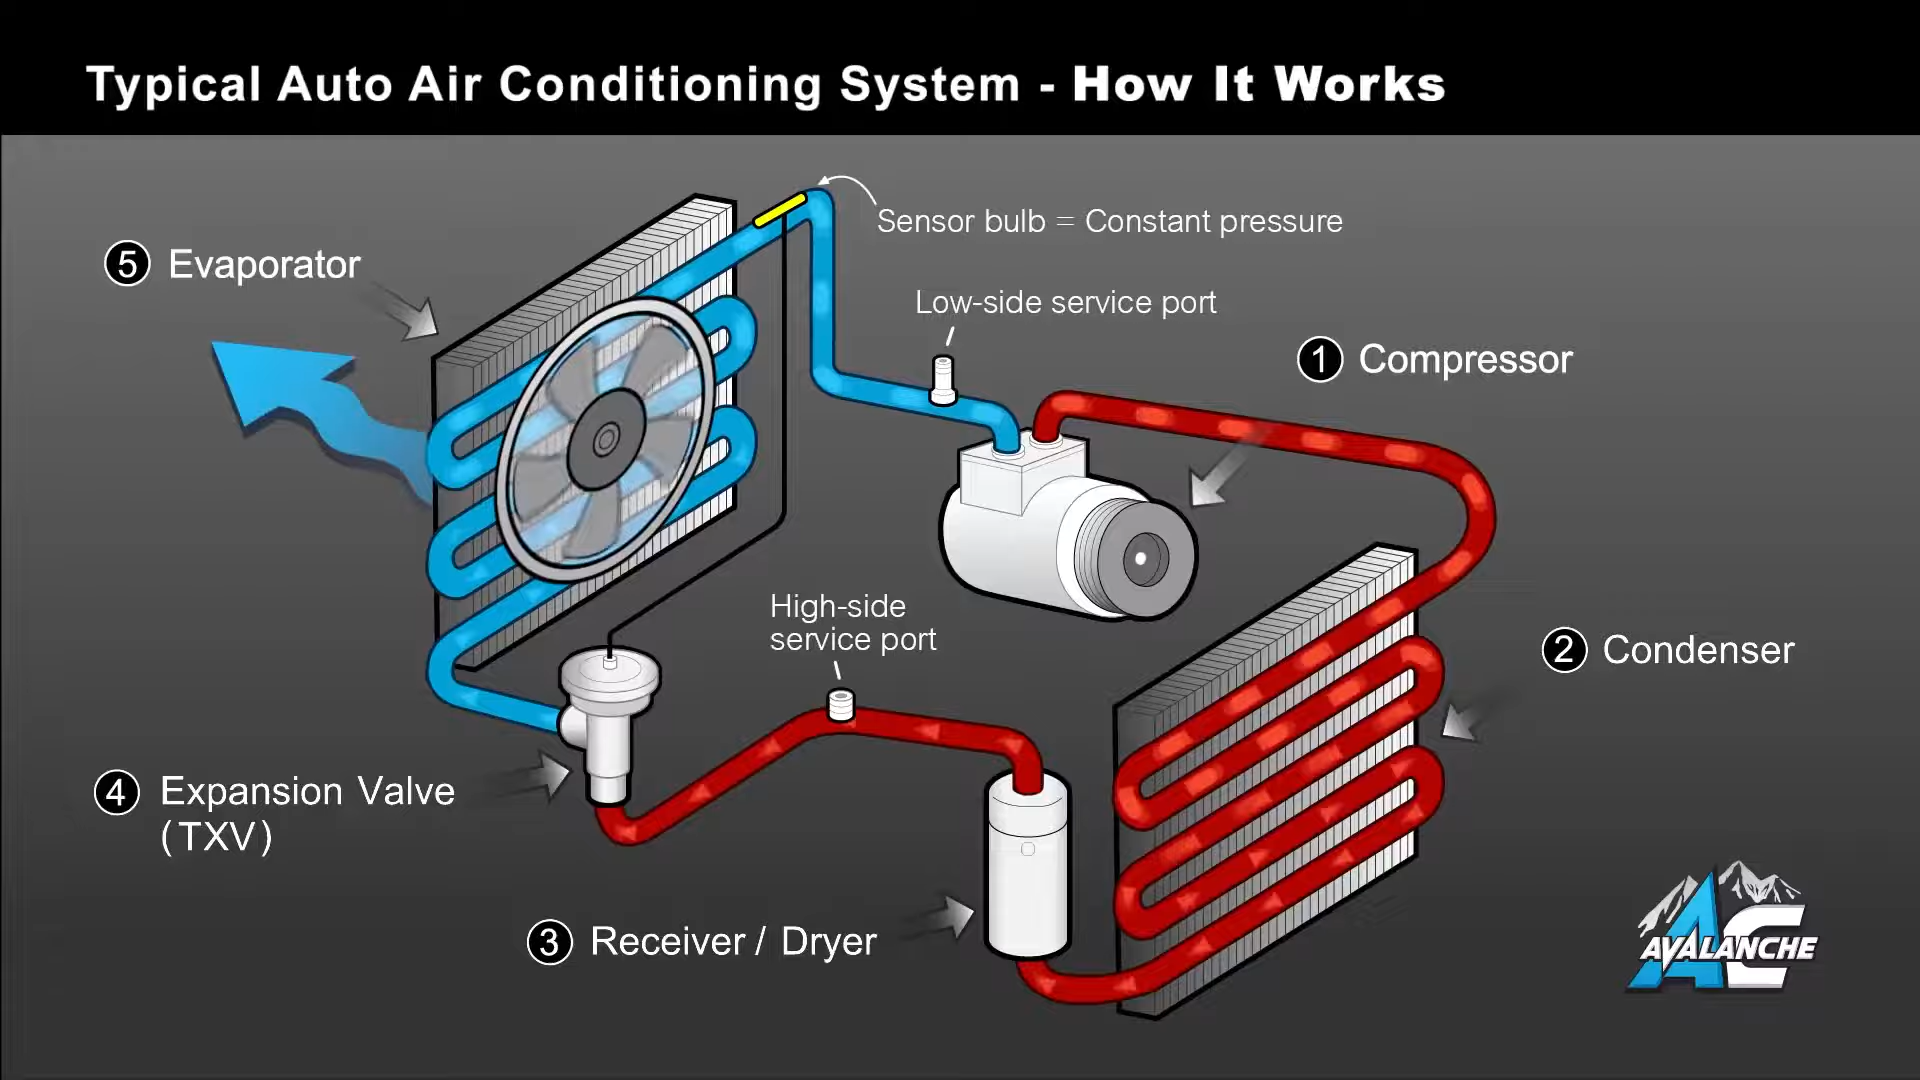 Typical Auto Air Conditioning System - How It Works
Sensor bulb = Constant pressure
5 Evaporator
Low-side service port
1 Compressor
High-side
service port
2 Condenser
4 Expansion Valve
(TXV)
3 Receiver / Dryer
AC
AVALANCHE